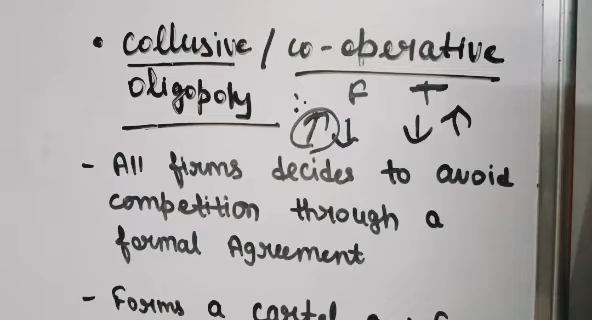 • collusive / co-operative
oligopoly
∴ F T
↑ ↓ ↓ ↑
- All firms decides to avoid
competition through a
formal Agreement
- Forms a cartel